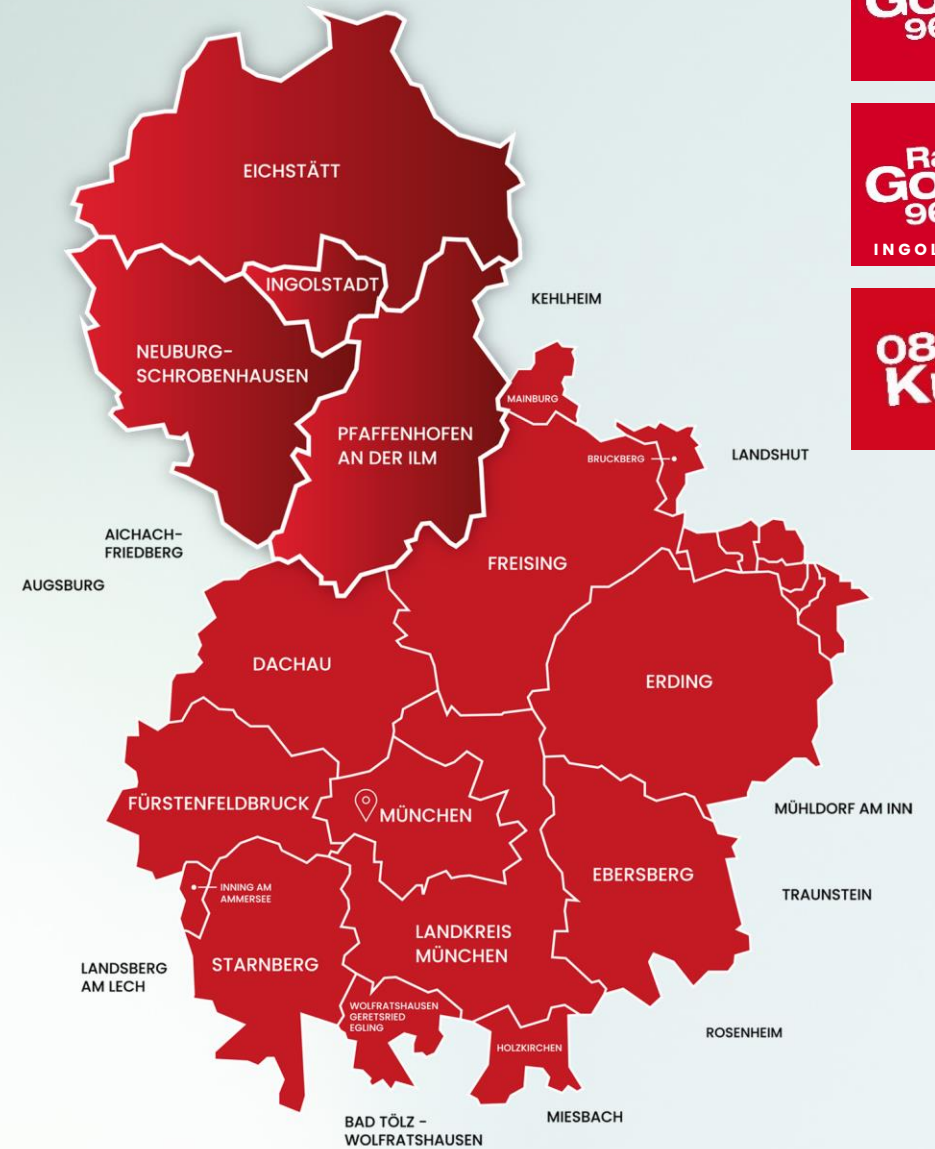 EICHSTÄTT
INGOLSTADT
KEHLHEIM
NEUBURG-
SCHROBENHAUSEN
MAINBURG
PFAFFENHOFEN
AN DER ILM
BRUCKBERG
LANDSHUT
AICHACH-
FRIEDBERG
AUGSBURG
FREISING
DACHAU
ERDING
FÜRSTENFELDBRUCK
MÜNCHEN
MÜHLDORF AM INN
EBERSBERG
TRAUNSTEIN
INNING AM
AMMERSEE
LANDKREIS
MÜNCHEN
STARNBERG
LANDSBERG
AM LECH
WOLFRATSHAUSEN
GERETSRIED
EGLING
HOLZKIRCHEN
ROSENHEIM
MIESBACH
BAD TÖLZ -
WOLFRATSHAUSEN